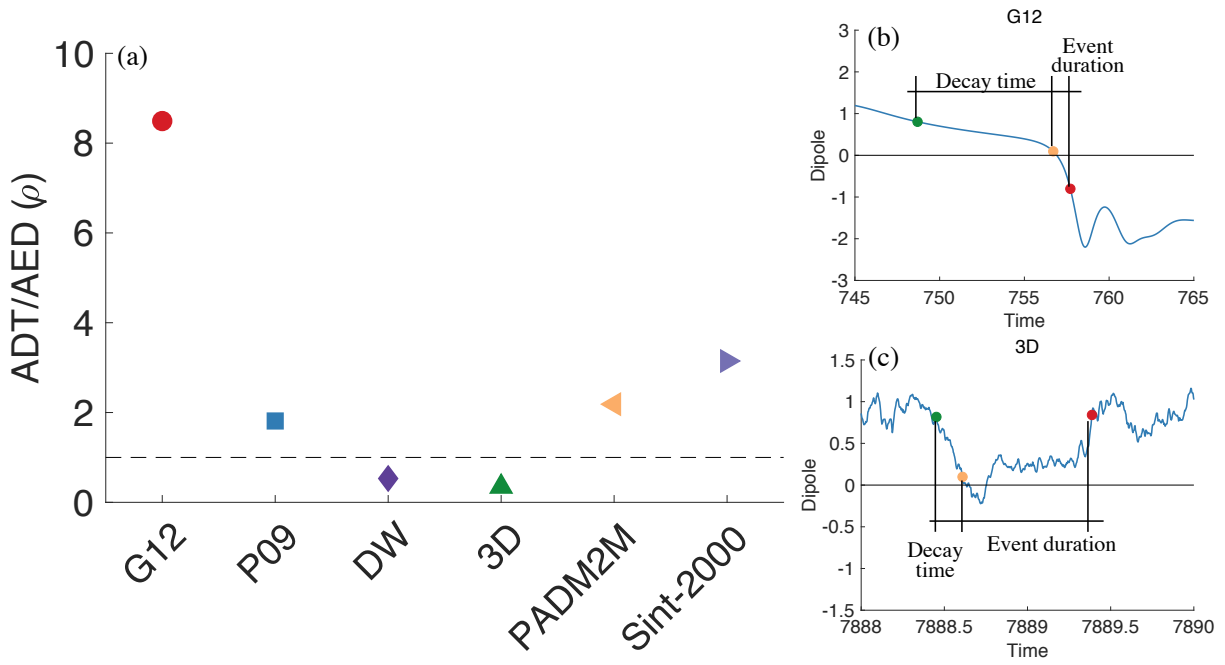 (a)
ADT/AED (ρ)
10
8
6
4
2
0
G12
P09
DW
3D
PADM2M
Sint-2000
G12
(b)
Event
duration
Decay time
Dipole
3
2
1
0
-1
-2
-3
745
750
755
760
765
Time
3D
(c)
Dipole
1.5
1
0.5
0
-0.5
-1
-1.5
Decay
time
Event duration
7888
7888.5
7889
7889.5
7890
Time